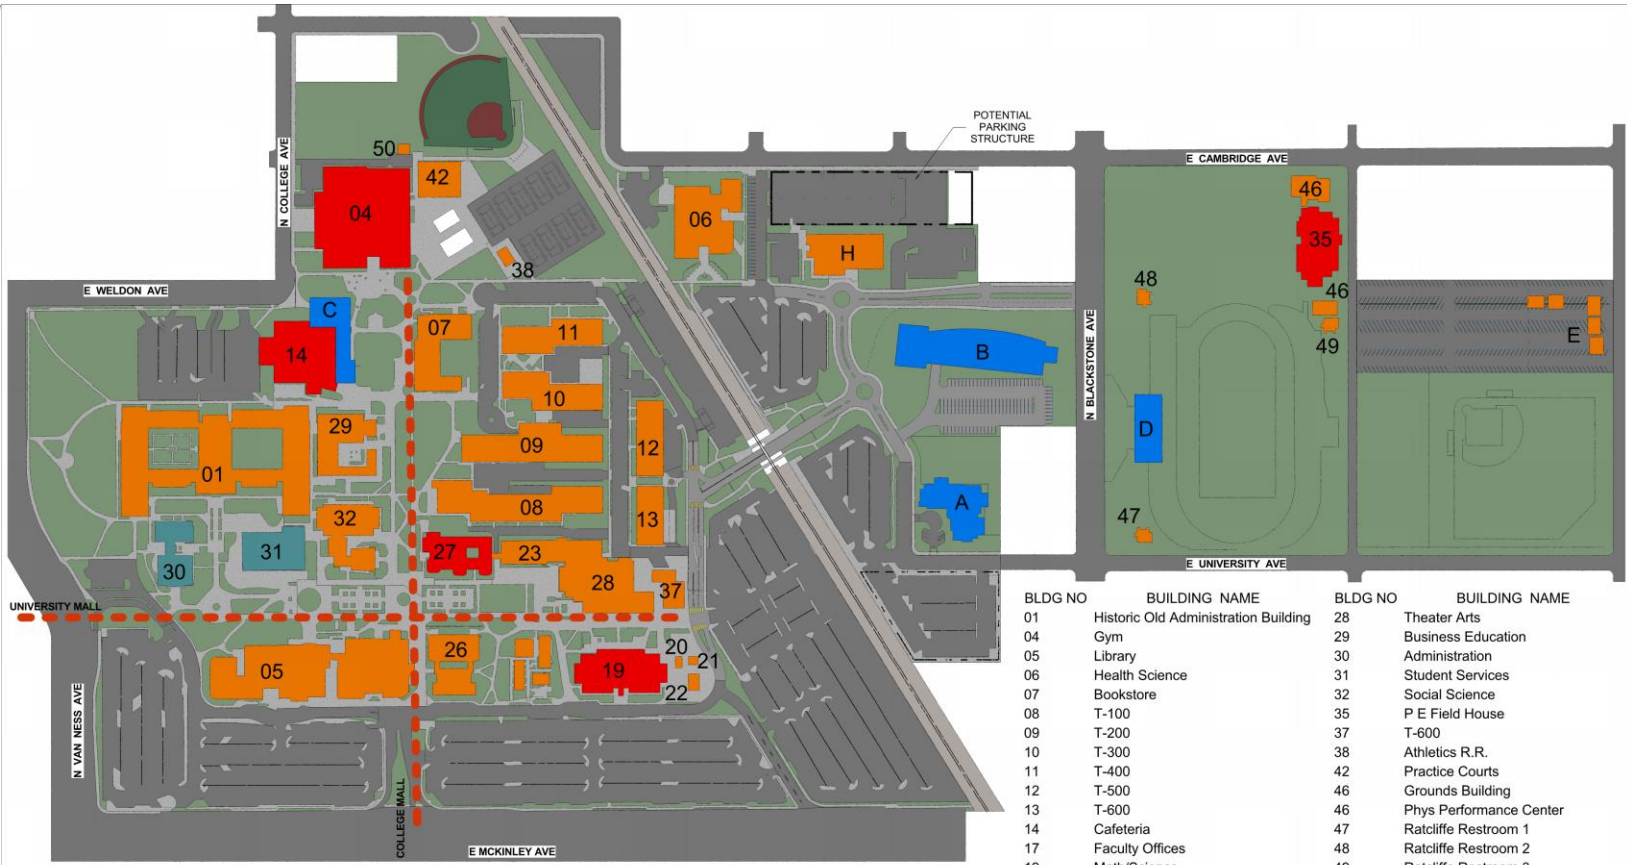 POTENTIAL
PARKING
STRUCTURE
E CAMBRIDGE AVE
N COLLEGE AVE
50
42
04
06
46
35
H
38
48
46
E WELDON AVE
C
07
11
14
B
49
E
N BLACKSTONE AVE
10
29
09
12
D
01
08
13
A
32
47
31
27
23
30
28
37
E UNIVERSITY AVE
UNIVERSITY MALL
26
20
21
05
19
22
N VAN NESS AVE
COLLEGE MALL
E MCKINLEY AVE
BLDG NO BUILDING NAME BLDG NO BUILDING NAME
01 Historic Old Administration Building 28 Theater Arts
04 Gym 29 Business Education
05 Library 30 Administration
06 Health Science 31 Student Services
07 Bookstore 32 Social Science
08 T-100 35 P E Field House
09 T-200 37 T-600
10 T-300 38 Athletics R.R.
11 T-400 42 Practice Courts
12 T-500 46 Grounds Building
13 T-600 46 Phys Performance Center
14 Cafeteria 47 Ratcliffe Restroom 1
17 Faculty Offices 48 Ratcliffe Restroom 2